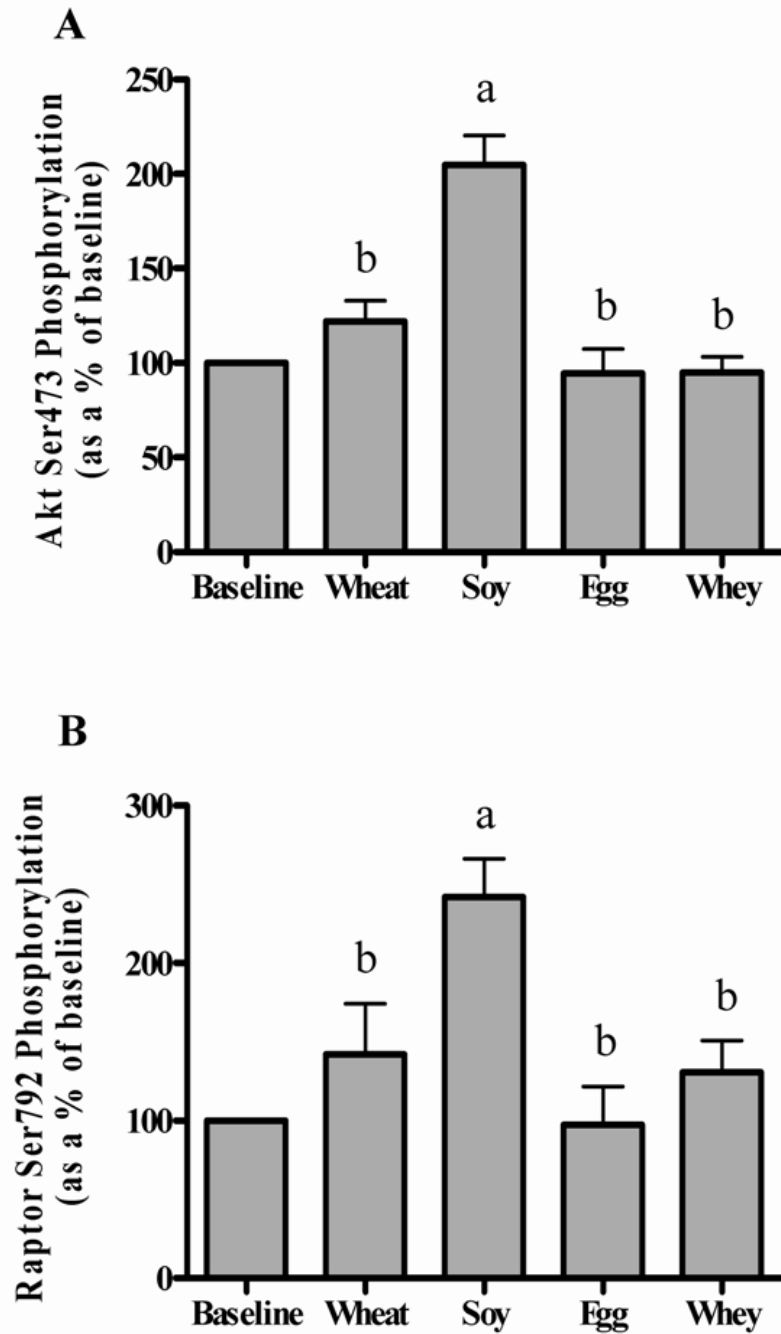 A
Akt Ser473 Phosphorylation
(as a % of baseline)
250
200
150
100
50
0
a
b
b
b
Baseline Wheat Soy Egg Whey
B
Raptor Ser792 Phosphorylation
(as a % of baseline)
300
200
100
0
a
b
b
b
Baseline Wheat Soy Egg Whey